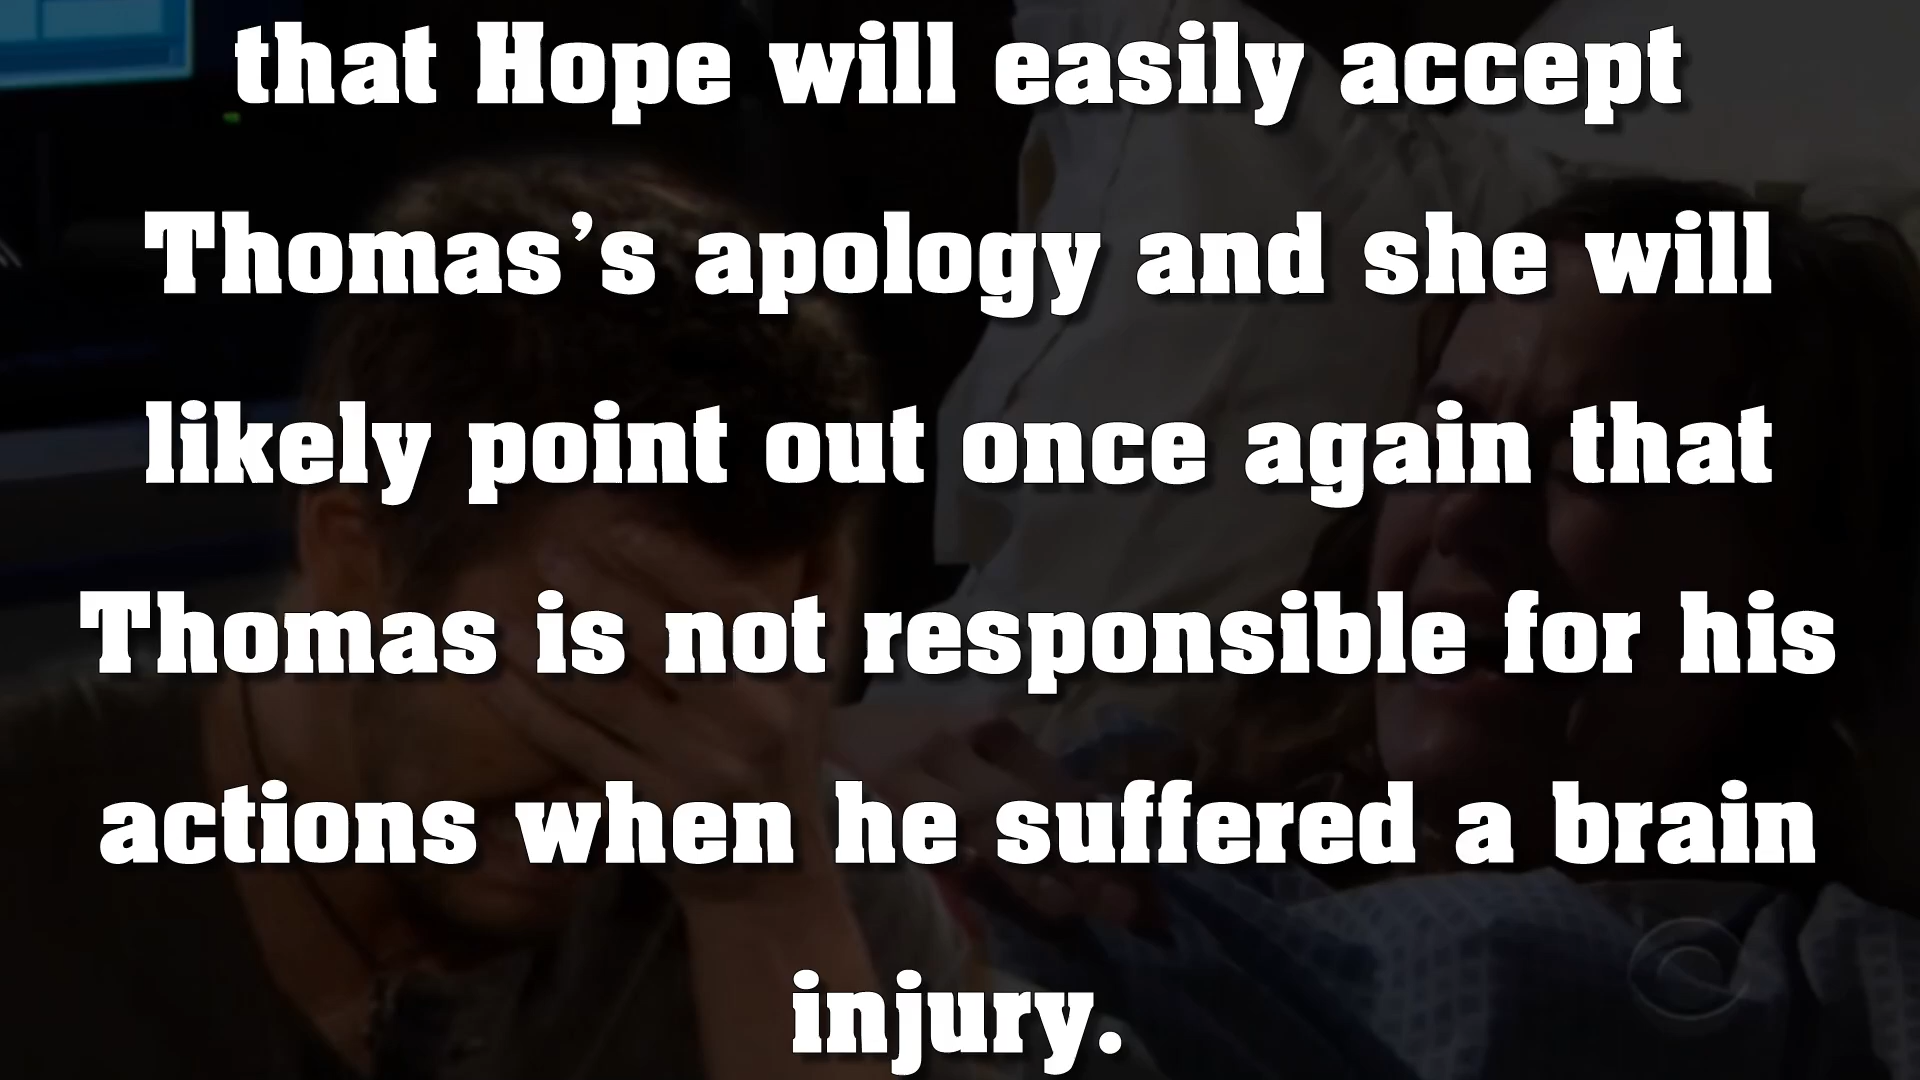 that Hope will easily accept
Thomas’s apology and she will
likely point out once again that
Thomas is not responsible for his
actions when he suffered a brain
injury.